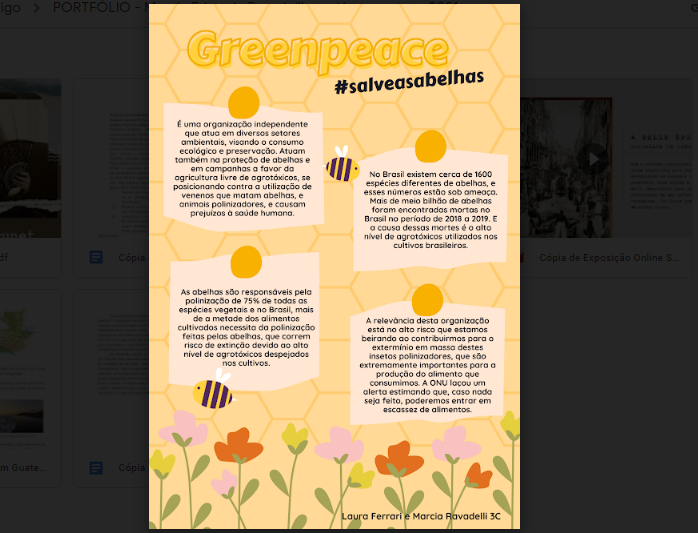 igo > PORTFÓLIO - M
Greenpeace
#salveasabelhas
É uma organização independente
que atua em diversos setores
ambientais, visando o consumo
ecológico e preservação. Atuam
também na proteção de abelhas e
em campanhas a favor da
agricultura livre de agrotóxicos, se
posicionando contra a utilização de
venenos que matam abelhas, e
animais polinizadores, e causam
prejuízos à saúde humana.
No Brasil existem cerca de 1600
espécies diferentes de abelhas, e
esses números estão sob ameaça.
Mais de meio bilhão de abelhas
foram encontradas mortas no
Brasil no período de 2018 a 2019. E
a causa dessas mortes é o alto
nível de agrotóxicos utilizados nos
cultivos brasileiros.
As abelhas são responsáveis pela
polinização de 75% de todas as
espécies vegetais e no Brasil, mais
de a metade dos alimentos
cultivados necessita da polinização
feitas pelas abelhas, que correm
risco de extinção devido ao alto
nível de agrotóxicos despejados
nos cultivos.
A relevância desta organização
está no alto risco que estamos
beirando ao contribuirmos para o
extermínio em massa destes
insetos polinizadores, que são
extremamente importantes para a
produção do alimento que
consumimos. A ONU laçou um
alerta estimando que, caso nada
seja feito, poderemos entrar em
escassez de alimentos.
Laura Ferrari e Marcia Ravadelli 3C
df
Cópia
Cópia de Exposição Online S...
m Guate...
Cópia